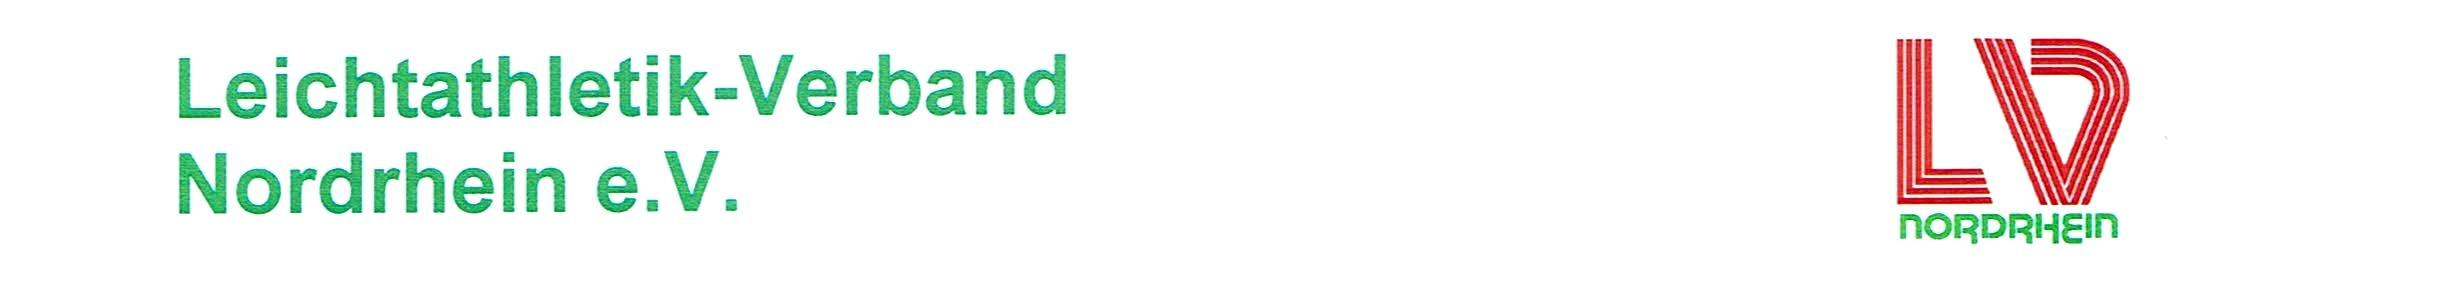 Leichtathletik-Verband
Nordrhein e.V.
LV
NORDRHEIN